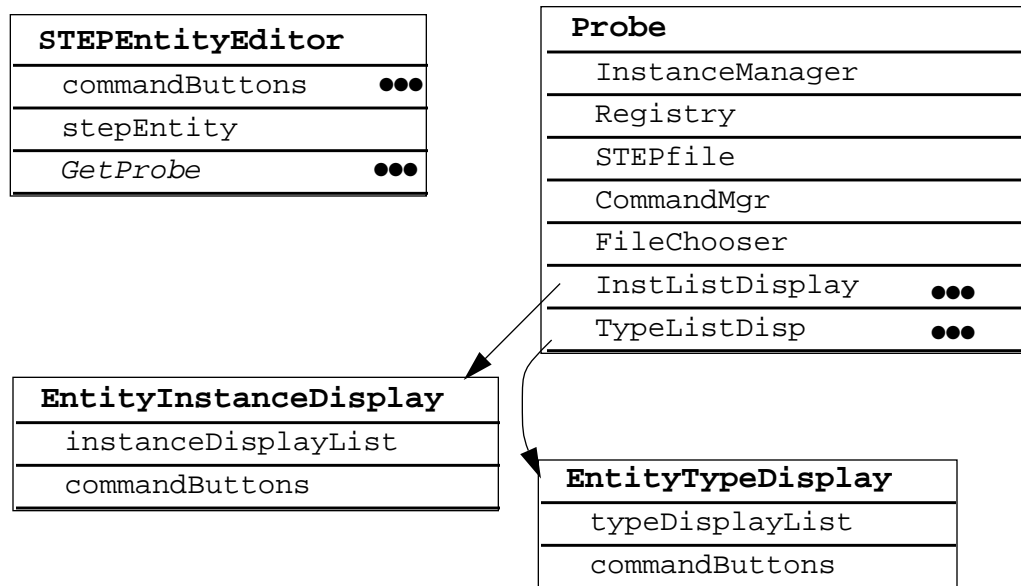 STEPEntityEditor
commandButtons ●●●
stepEntity
GetProbe ●●●
Probe
InstanceManager
Registry
STEPfile
CommandMgr
FileChooser
InstListDisplay ●●●
TypeListDisp ●●●
EntityInstanceDisplay
instanceDisplayList
commandButtons
EntityTypeDisplay
typeDisplayList
commandButtons